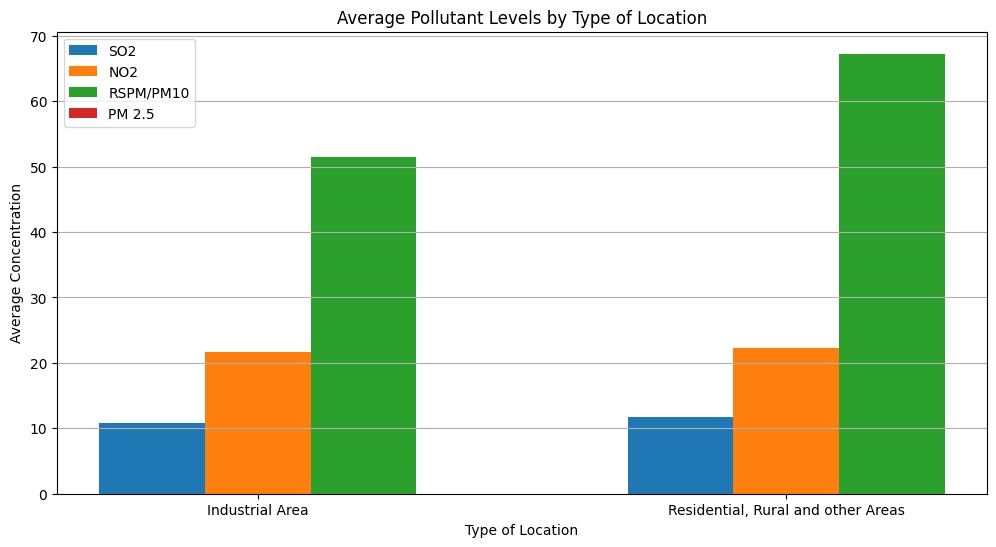 Average Pollutant Levels by Type of Location
SO2
NO2
RSPM/PM10
PM 2.5
Average Concentration
70
60
50
40
30
20
10
0
Industrial Area
Residential, Rural and other Areas
Type of Location